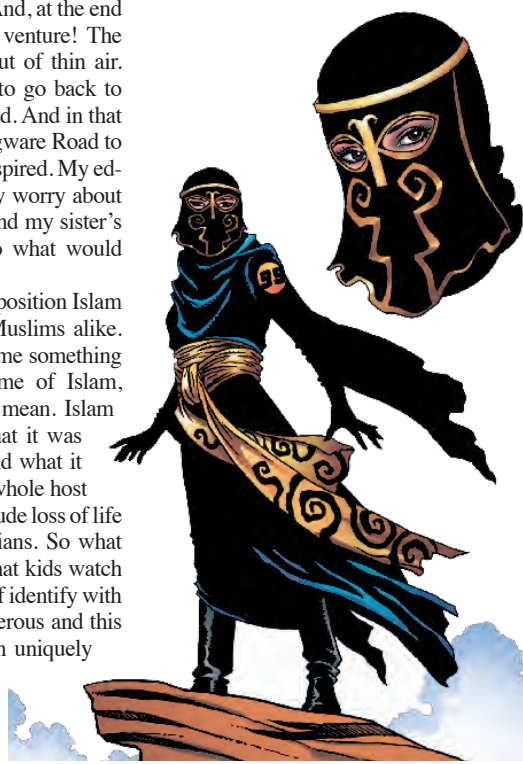 And, at the end
venture! The
ut of thin air.
to go back to
d. And in that
gware Road to
spired. My ed-
y worry about
nd my sister's
o what would
position Islam
Muslims alike.
me something
me of Islam,
mean. Islam
hat it was
nd what it
whole host
ude loss of life
ians. So what
hat kids watch
f identify with
erous and this
n uniquely
99